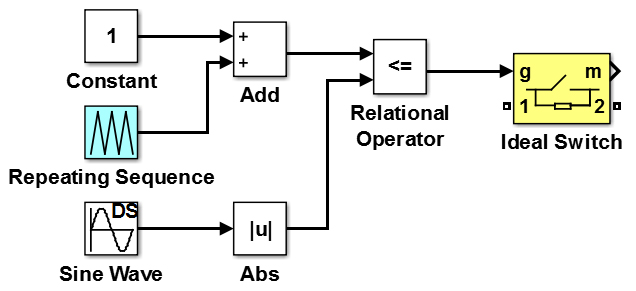 1
Constant
+
+
Add
<=
Relational
Operator
g
m
1
2
Ideal Switch
Repeating Sequence
DS
Sine Wave
|u|
Abs